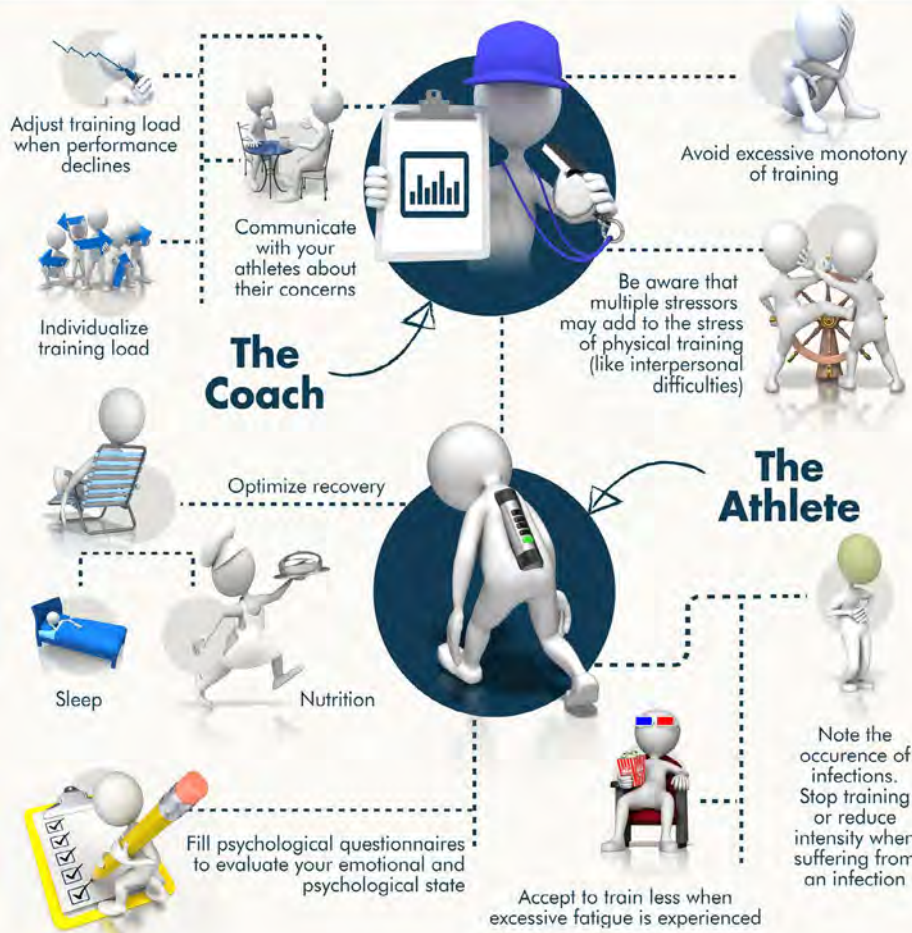 Adjust training load
when performance
declines
Communicate
with your
athletes about
their concerns
Individualize
training load
Avoid excessive monotony
of training
Be aware that
multiple stressors
may add to the stress
of physical training
(like interpersonal
difficulties)
The
Coach
The
Athlete
Optimize recovery
Sleep
Nutrition
Fill psychological questionnaires
to evaluate your emotional and
psychological state
Accept to train less when
excessive fatigue is experienced
Note the
occurence of
infections.
Stop training
or reduce
intensity when
suffering from
an infection